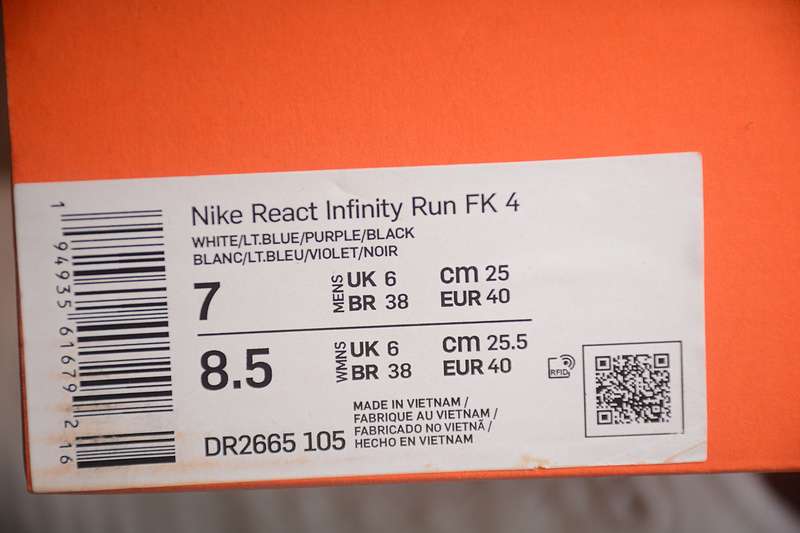 Nike React Infinity Run FK 4
WHITE/LT.BLUE/PURPLE/BLACK
BLANC/LT.BLEU/VIOLET/NOIR
7 MENS UK 6 cm 25
BR 38 EUR 40
8.5 WMNS UK 6 cm 25.5
BR 38 EUR 40
RFID
MADE IN VIETNAM /
FABRIQUE AU VIETNAM /
FABRICADO NO VIETNÃ /
HECHO EN VIETNAM
DR2665 105
1 94935 61679 2 16